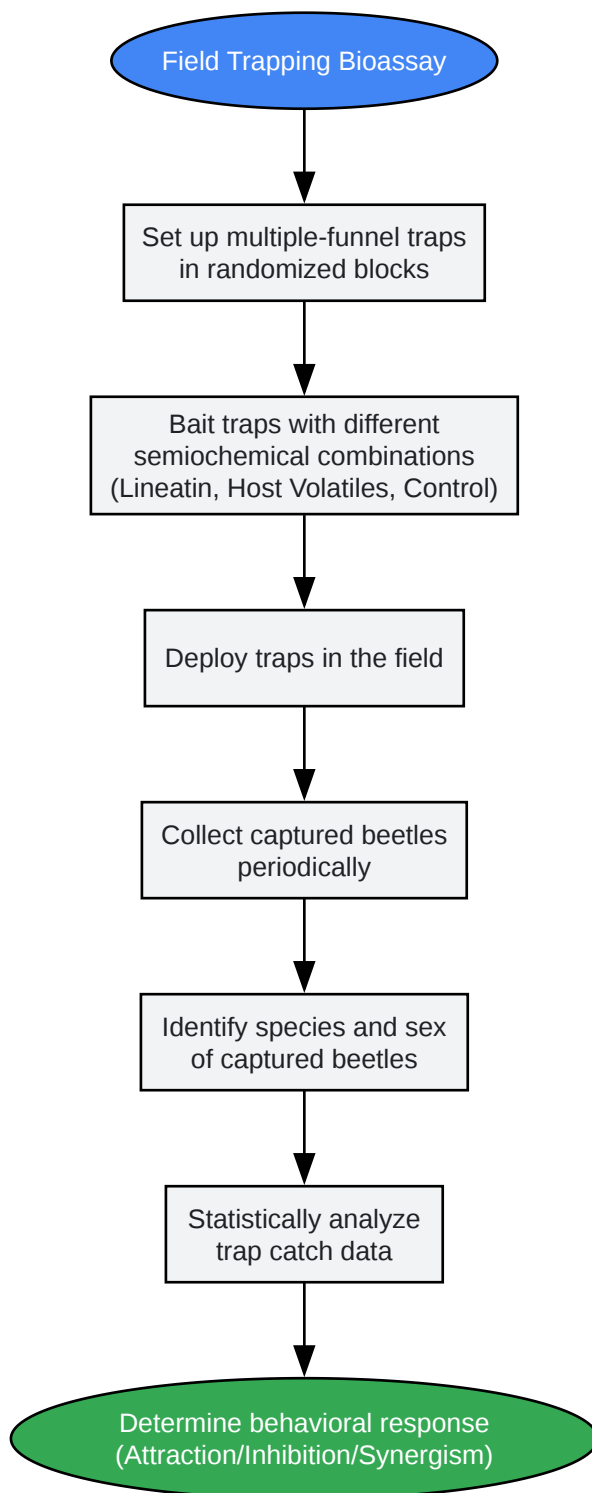 Field Trapping Bioassay
Set up multiple-funnel traps
in randomized blocks
Bait traps with different
semiochemical combinations
(Lineatin, Host Volatiles, Control)
Deploy traps in the field
Collect captured beetles
periodically
Identify species and sex
of captured beetles
Statistically analyze
trap catch data
Determine behavioral response
(Attraction/Inhibition/Synergism)